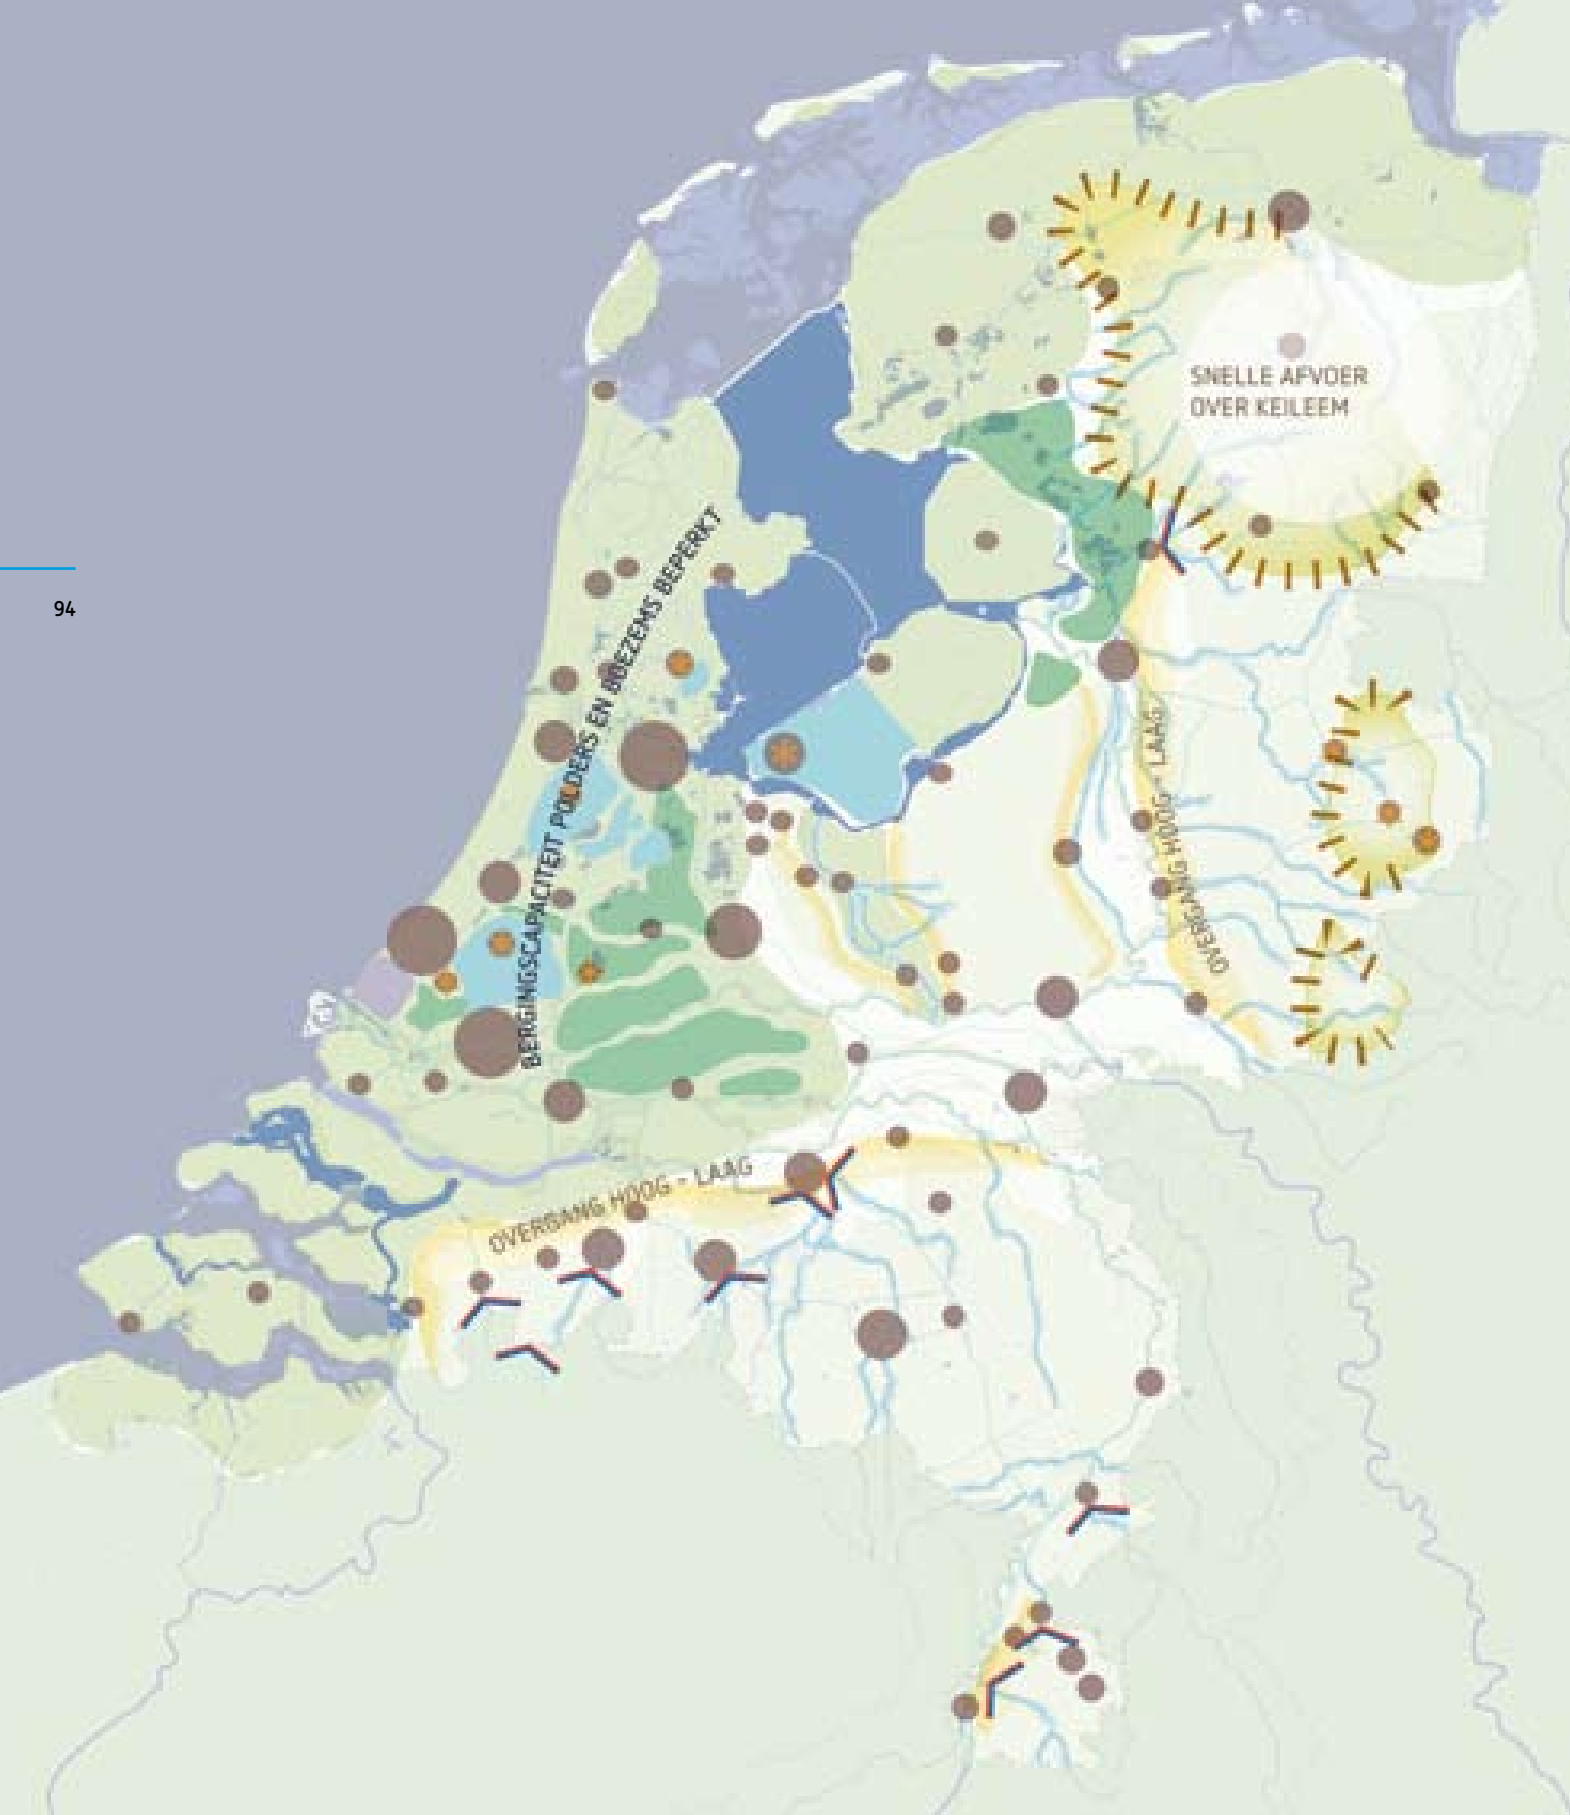 SNELLE AFVOER
OVER KEILEEM
BERGINGSCAPACITEIT POLDERS EN BOEZEMS BEPERKT
94
OVERGANG HOOG - LAAG
OVERGANG HOOG - LAAG